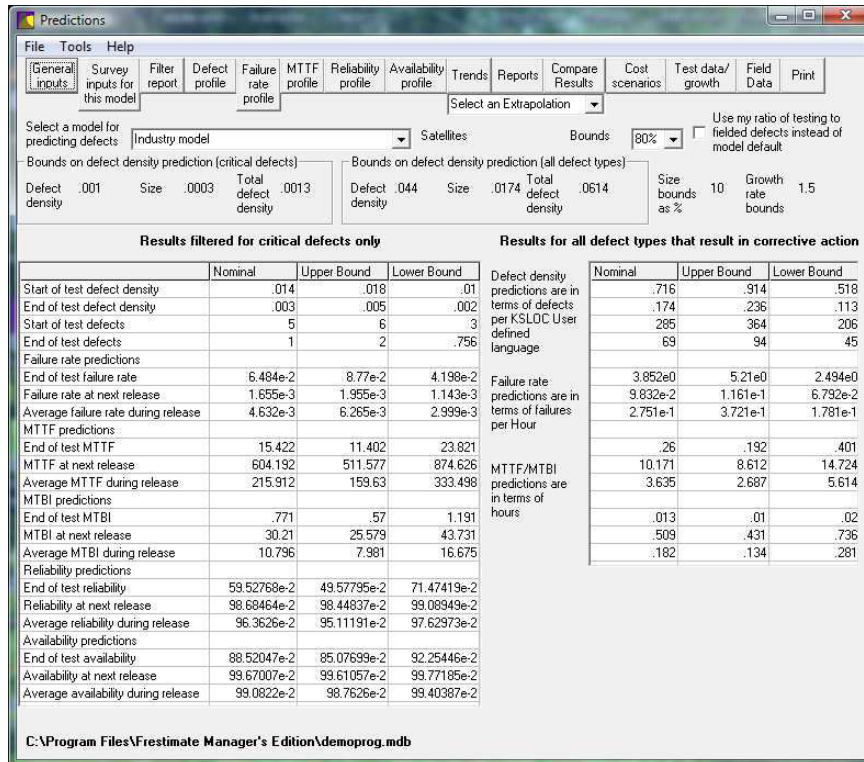 Predictions
File Tools Help
General inputs
Survey inputs for this model
Filter report
Defect profile
Failure rate profile
MTTF profile
Reliability profile
Availability profile
Trends
Reports
Compare Results
Cost scenarios
Test data/ growth
Field Data
Print
Select an Extrapolation
Select a model for predicting defects
Industry model
Satellites
Bounds
80%
Use my ratio of testing to fielded defects instead of model default
Bounds on defect density prediction (critical defects)
Defect density .001 Size .0003 Total defect density .0013
Bounds on defect density prediction (all defect types)
Defect density .044 Size .0174 Total defect density .0614
Size bounds as % 10 Growth rate bounds 1.5
Results filtered for critical defects only
Nominal Upper Bound Lower Bound
Start of test defect density .014 .018 .01
End of test defect density .003 .005 .002
Start of test defects 5 6 3
End of test defects 1 2 .756
Failure rate predictions
End of test failure rate 6.484e-2 8.77e-2 4.198e-2
Failure rate at next release 1.655e-3 1.955e-3 1.143e-3
Average failure rate during release 4.632e-3 6.265e-3 2.999e-3
MTTF predictions
End of test MTTF 15.422 11.402 23.821
MTTF at next release 604.192 511.577 874.626
Average MTTF during release 215.912 159.63 333.498
MTBI predictions
End of test MTBI .771 .57 1.191
MTBI at next release 30.21 25.579 43.731
Average MTBI during release 10.796 7.981 16.675
Reliability predictions
End of test reliability 59.52768e-2 49.57795e-2 71.47419e-2
Reliability at next release 98.68464e-2 98.44837e-2 99.08949e-2
Average reliability during release 96.3626e-2 95.11191e-2 97.62973e-2
Availability predictions
End of test availability 88.52047e-2 85.07699e-2 92.25446e-2
Availability at next release 99.67007e-2 99.61057e-2 99.77185e-2
Average availability during release 99.0822e-2 98.7626e-2 99.40387e-2
Results for all defect types that result in corrective action
Defect density predictions are in terms of defects per KSLOC User defined language
Failure rate predictions are in terms of failures per Hour
MTTF/MTBI predictions are in terms of hours
Nominal Upper Bound Lower Bound
.716 .914 .518
.174 .236 .113
285 364 206
69 94 45
3.852e0 5.21e0 2.494e0
9.832e-2 1.161e-1 6.792e-2
2.751e-1 3.721e-1 1.781e-1
.26 .192 .401
10.171 8.612 14.724
3.635 2.687 5.614
.013 .01 .02
.509 .431 .736
.182 .134 .281
C:\Program Files\Frestimate Manager's Edition\demoprog.mdb